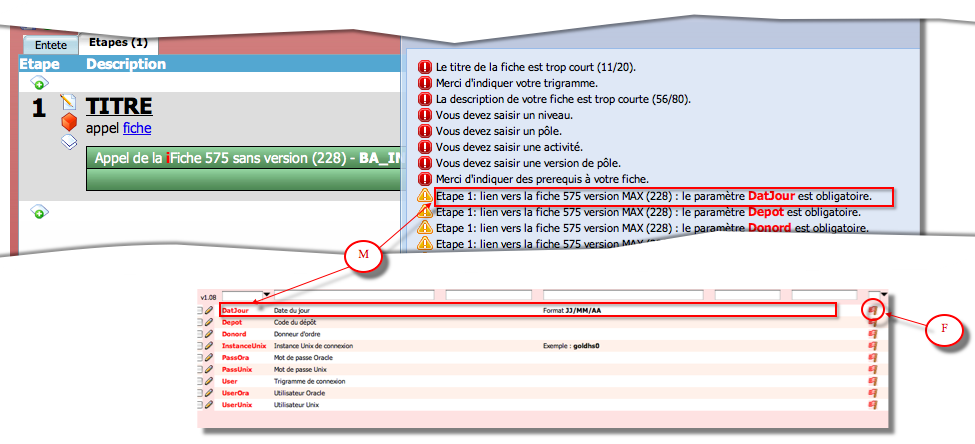 Entete Etapes (1)
Etape Description
1 TITRE
appel fiche
Appel de la iFiche 575 sans version (228) - BA_IN
Le titre de la fiche est trop court (11/20).
Merci d'indiquer votre trigramme.
La description de votre fiche est trop courte (56/80).
Vous devez saisir un niveau.
Vous devez saisir un pôle.
Vous devez saisir une activité.
Vous devez saisir une version de pôle.
Merci d'indiquer des prerequis à votre fiche.
Etape 1: lien vers la fiche 575 version MAX (228) : le paramètre DatJour est obligatoire.
Etape 1: lien vers la fiche 575 version MAX (228) : le paramètre Depot est obligatoire.
Etape 1: lien vers la fiche 575 version MAX (228) : le paramètre Donord est obligatoire.
Etape 1: lien vers la fiche 575 version MAX (228)
M
v1.08
DatJour Date du jour Format JJ/MM/AA
Depot Code du dépôt
Donord Donneur d'ordre
InstanceUnix Instance Unix de connexion Exemple : goldhs0
PassOra Mot de passe Oracle
PassUnix Mot de passe Unix
User Trigramme de connexion
UserOra Utilisateur Oracle
UserUnix Utilisateur Unix
F